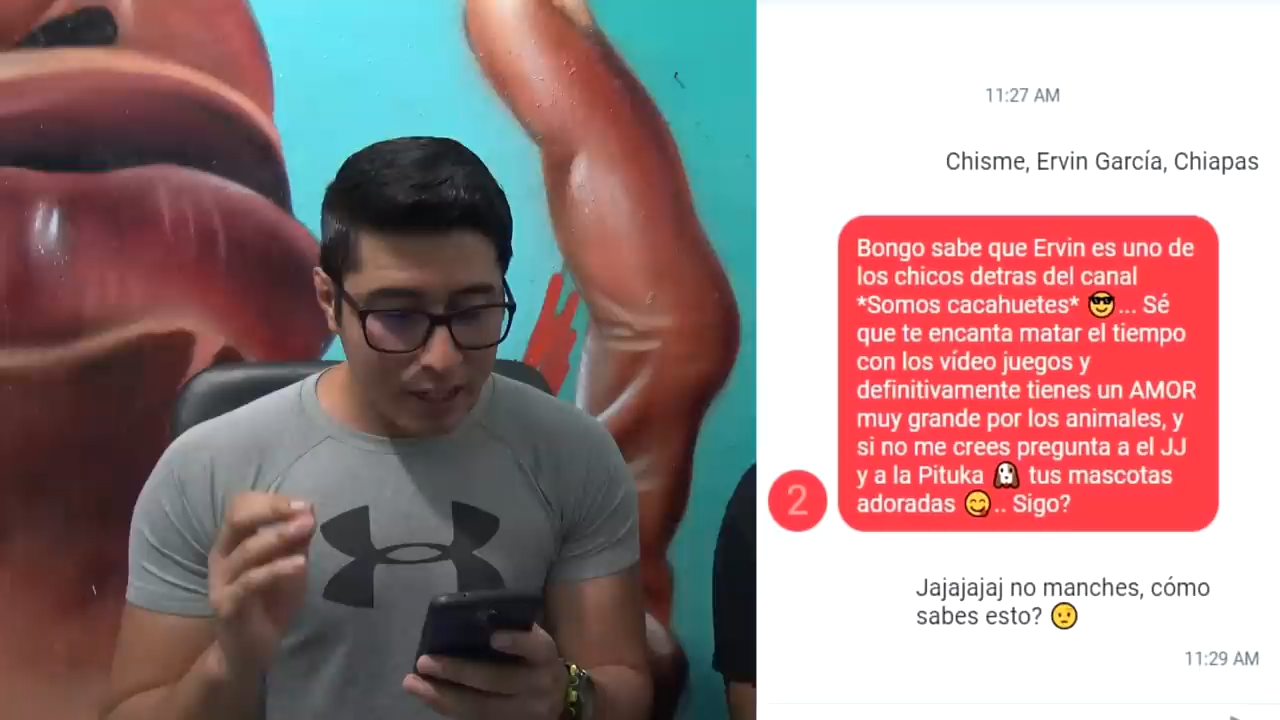 11:27 AM
Chisme, Ervin García, Chiapas
Bongo sabe que Ervin es uno de
los chicos detras del canal
*Somos cacahuetes* 😎... Sé
que te encanta matar el tiempo
con los vídeo juegos y
definitivamente tienes un AMOR
muy grande por los animales, y
si no me crees pregunta a el JJ
y a la Pituka 🐶 tus mascotas
adoradas 😋.. Sigo?
2
Jajajajaj no manches, cómo
sabes esto? 😐
11:29 AM